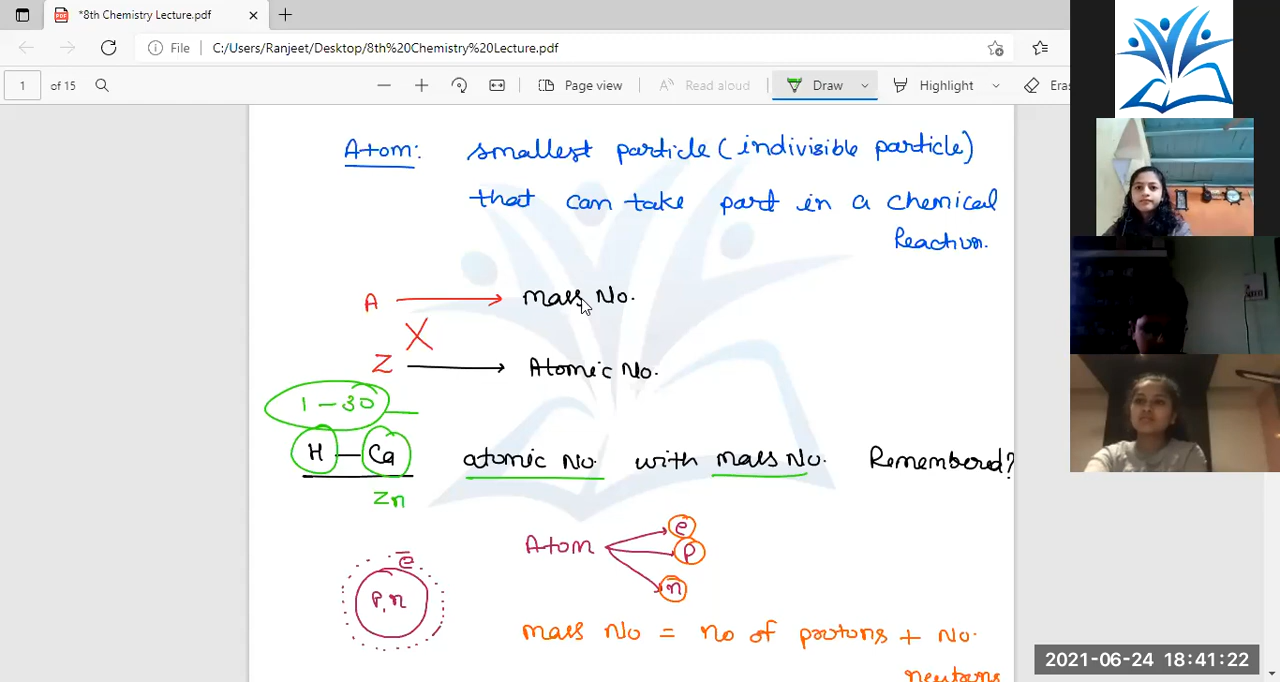 *8th Chemistry Lecture.pdf
File C:/Users/Ranjeet/Desktop/8th%20Chemistry%20Lecture.pdf
1 of 15 Page view Read aloud Draw Highlight Eras
Atom: smallest particle (indivisible particle)
that can take part in a chemical
Reaction.
A → mass No.
X
Z → Atomic No.
1 – 30
H – Ca atomic No. with mass No. Remembered?
Zn
Atom e
p
n
ē
P, n
mass No = no of protons + No.
neutrons
2021-06-24 18:41:22